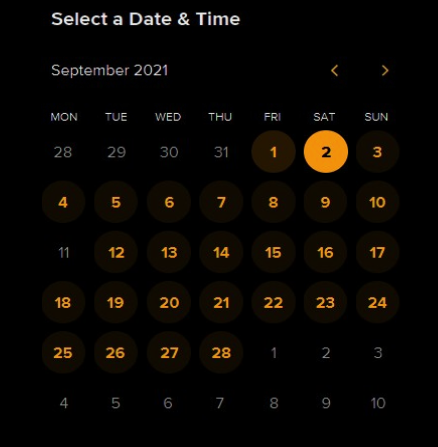 Select a Date & Time
September 2021
MON TUE WED THU FRI SAT SUN
28 29 30 31 1 2 3
4 5 6 7 8 9 10
11 12 13 14 15 16 17
18 19 20 21 22 23 24
25 26 27 28 1 2 3
4 5 6 7 8 9 10